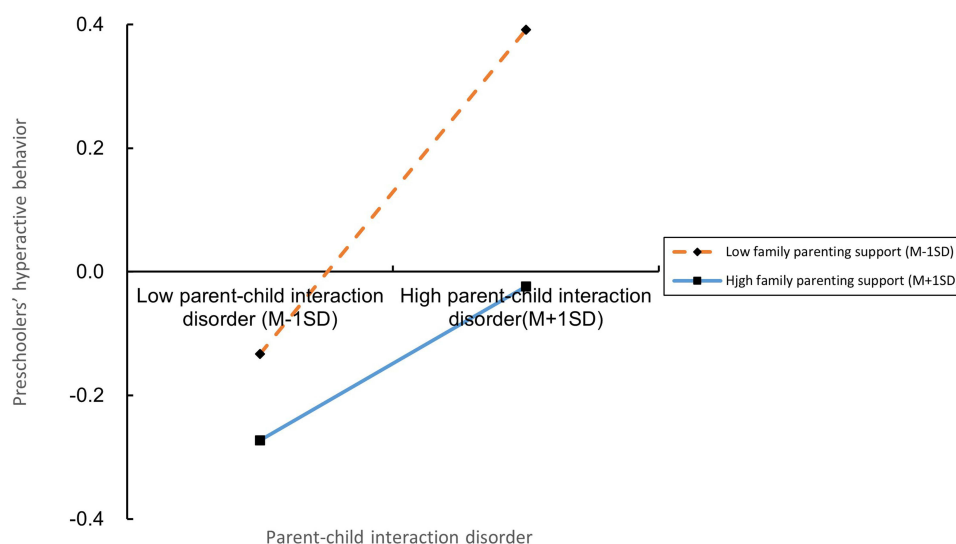 0.4
0.2
0.0
-0.2
-0.4
Preschoolers' hyperactive behavior
Low parent-child interaction
disorder (M-1SD)
High parent-child interaction
disorder(M+1SD)
Parent-child interaction disorder
Low family parenting support (M-1SD)
Hjgh family parenting support (M+1SD